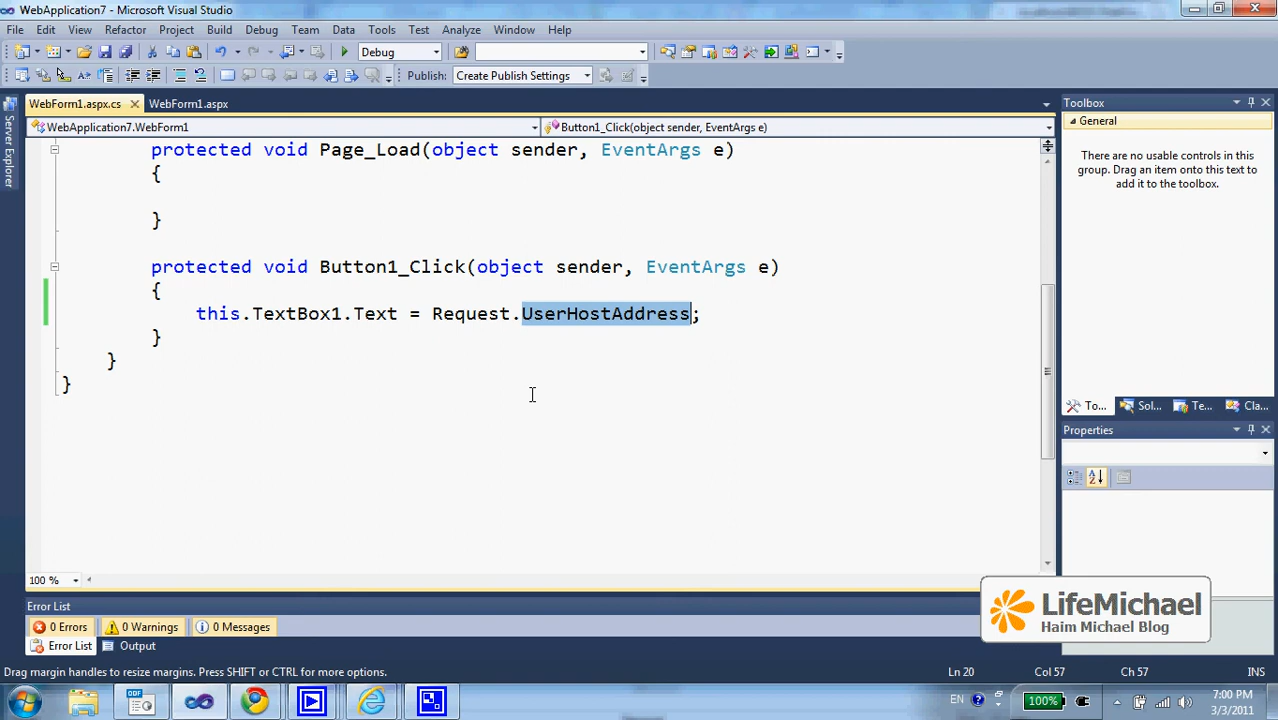 WebApplication7 - Microsoft Visual Studio
File Edit View Refactor Project Build Debug Team Data Tools Test Analyze Window Help
Debug
Publish: Create Publish Settings
WebForm1.aspx.cs WebForm1.aspx
WebApplication7.WebForm1 Button1_Click(object sender, EventArgs e)
protected void Page_Load(object sender, EventArgs e)
{
}
protected void Button1_Click(object sender, EventArgs e)
{
this.TextBox1.Text = Request.UserHostAddress;
}
}
}
100 %
Server Explorer
Toolbox
General
There are no usable controls in this
group. Drag an item onto this text to
add it to the toolbox.
To... Sol... Te... Cla...
Properties
Error List
0 Errors 0 Warnings 0 Messages
Error List Output
LifeMichael
Haim Michael Blog
Drag margin handles to resize margins. Press SHIFT or CTRL for more options. Ln 20 Col 57 Ch 57 INS
EN 100% 7:00 PM
3/3/2011